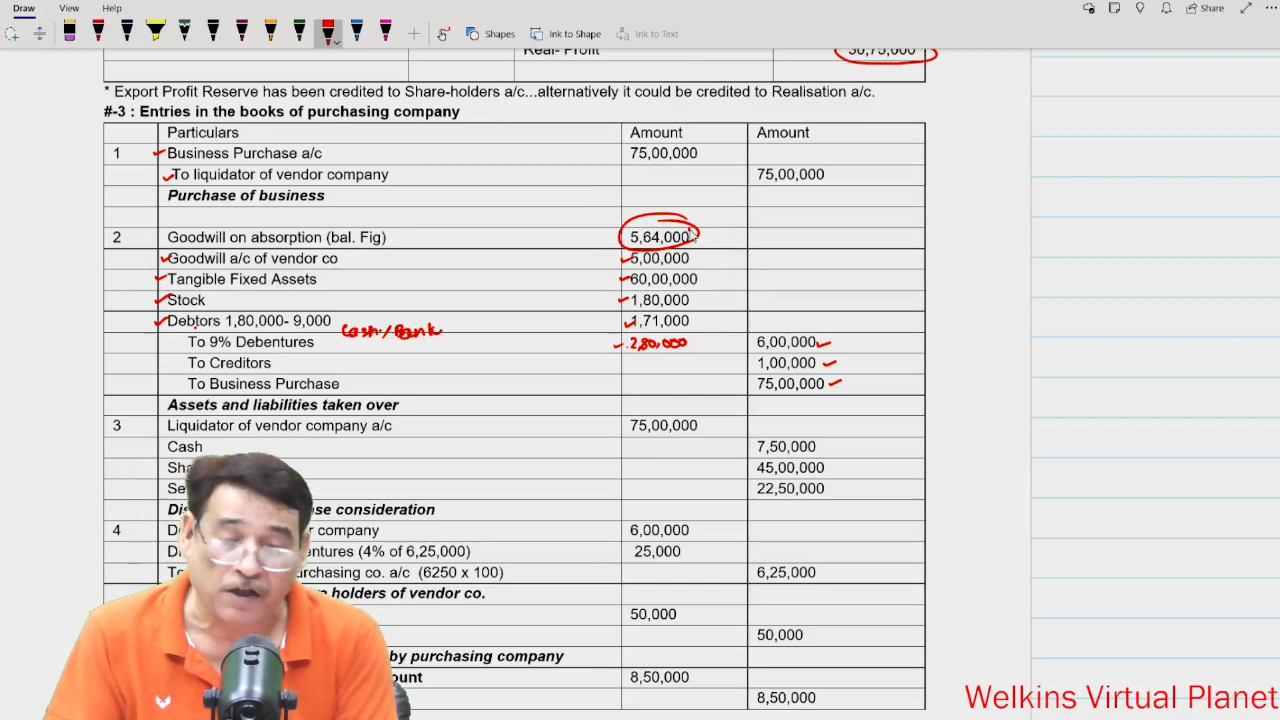 Draw View Help
Share
Shapes Ink to Shape Ink to Text
Real- Profit 30,75,000
* Export Profit Reserve has been credited to Share-holders a/c...alternatively it could be credited to Realisation a/c.
#-3 : Entries in the books of purchasing company
Particulars Amount Amount
1 Business Purchase a/c 75,00,000
To liquidator of vendor company 75,00,000
Purchase of business
2 Goodwill on absorption (bal. Fig) 5,64,000
Goodwill a/c of vendor co 5,00,000
Tangible Fixed Assets 60,00,000
Stock 1,80,000
Debtors 1,80,000- 9,000 1,71,000
Cash/Bank 2,80,000
To 9% Debentures 6,00,000
To Creditors 1,00,000
To Business Purchase 75,00,000
Assets and liabilities taken over
3 Liquidator of vendor company a/c 75,00,000
Cash 7,50,000
45,00,000
22,50,000
consideration
4 company 6,00,000
(4% of 6,25,000) 25,000
co. a/c (6250 x 100) 6,25,000
holders of vendor co.
50,000
50,000
by purchasing company
8,50,000
8,50,000
Welkins Virtual Planet